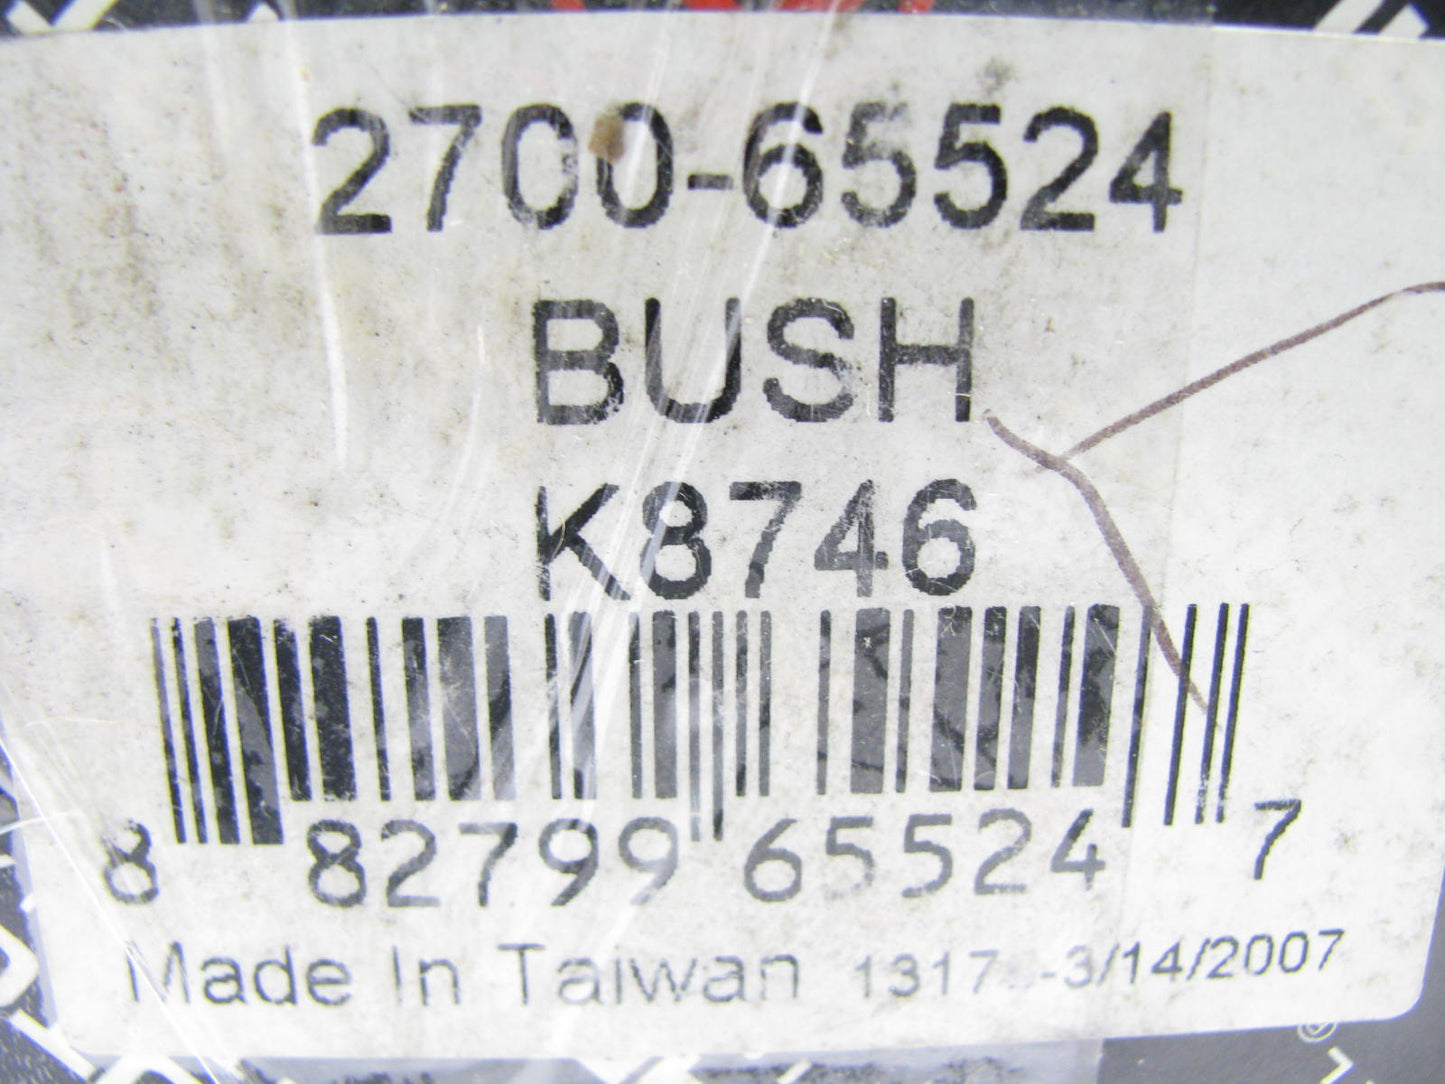 2700-65524
BUSH
K8746
8 82799 65524 7
Made In Taiwan